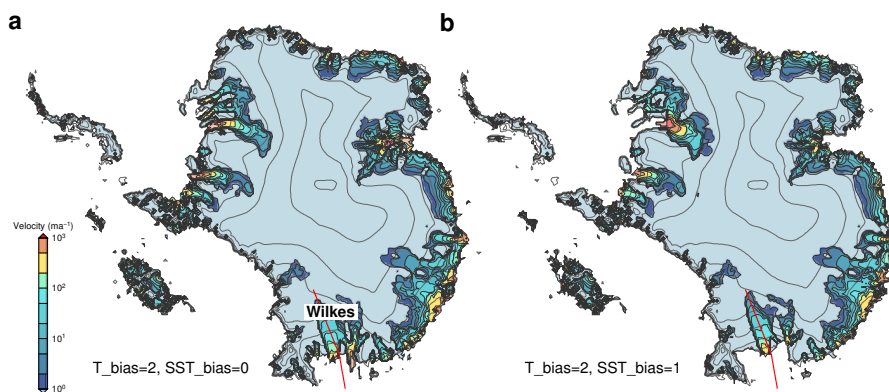 a
b
Velocity (ma⁻¹)
10³
10²
10¹
10⁰
Wilkes
T_bias=2, SST_bias=0
T_bias=2, SST_bias=1